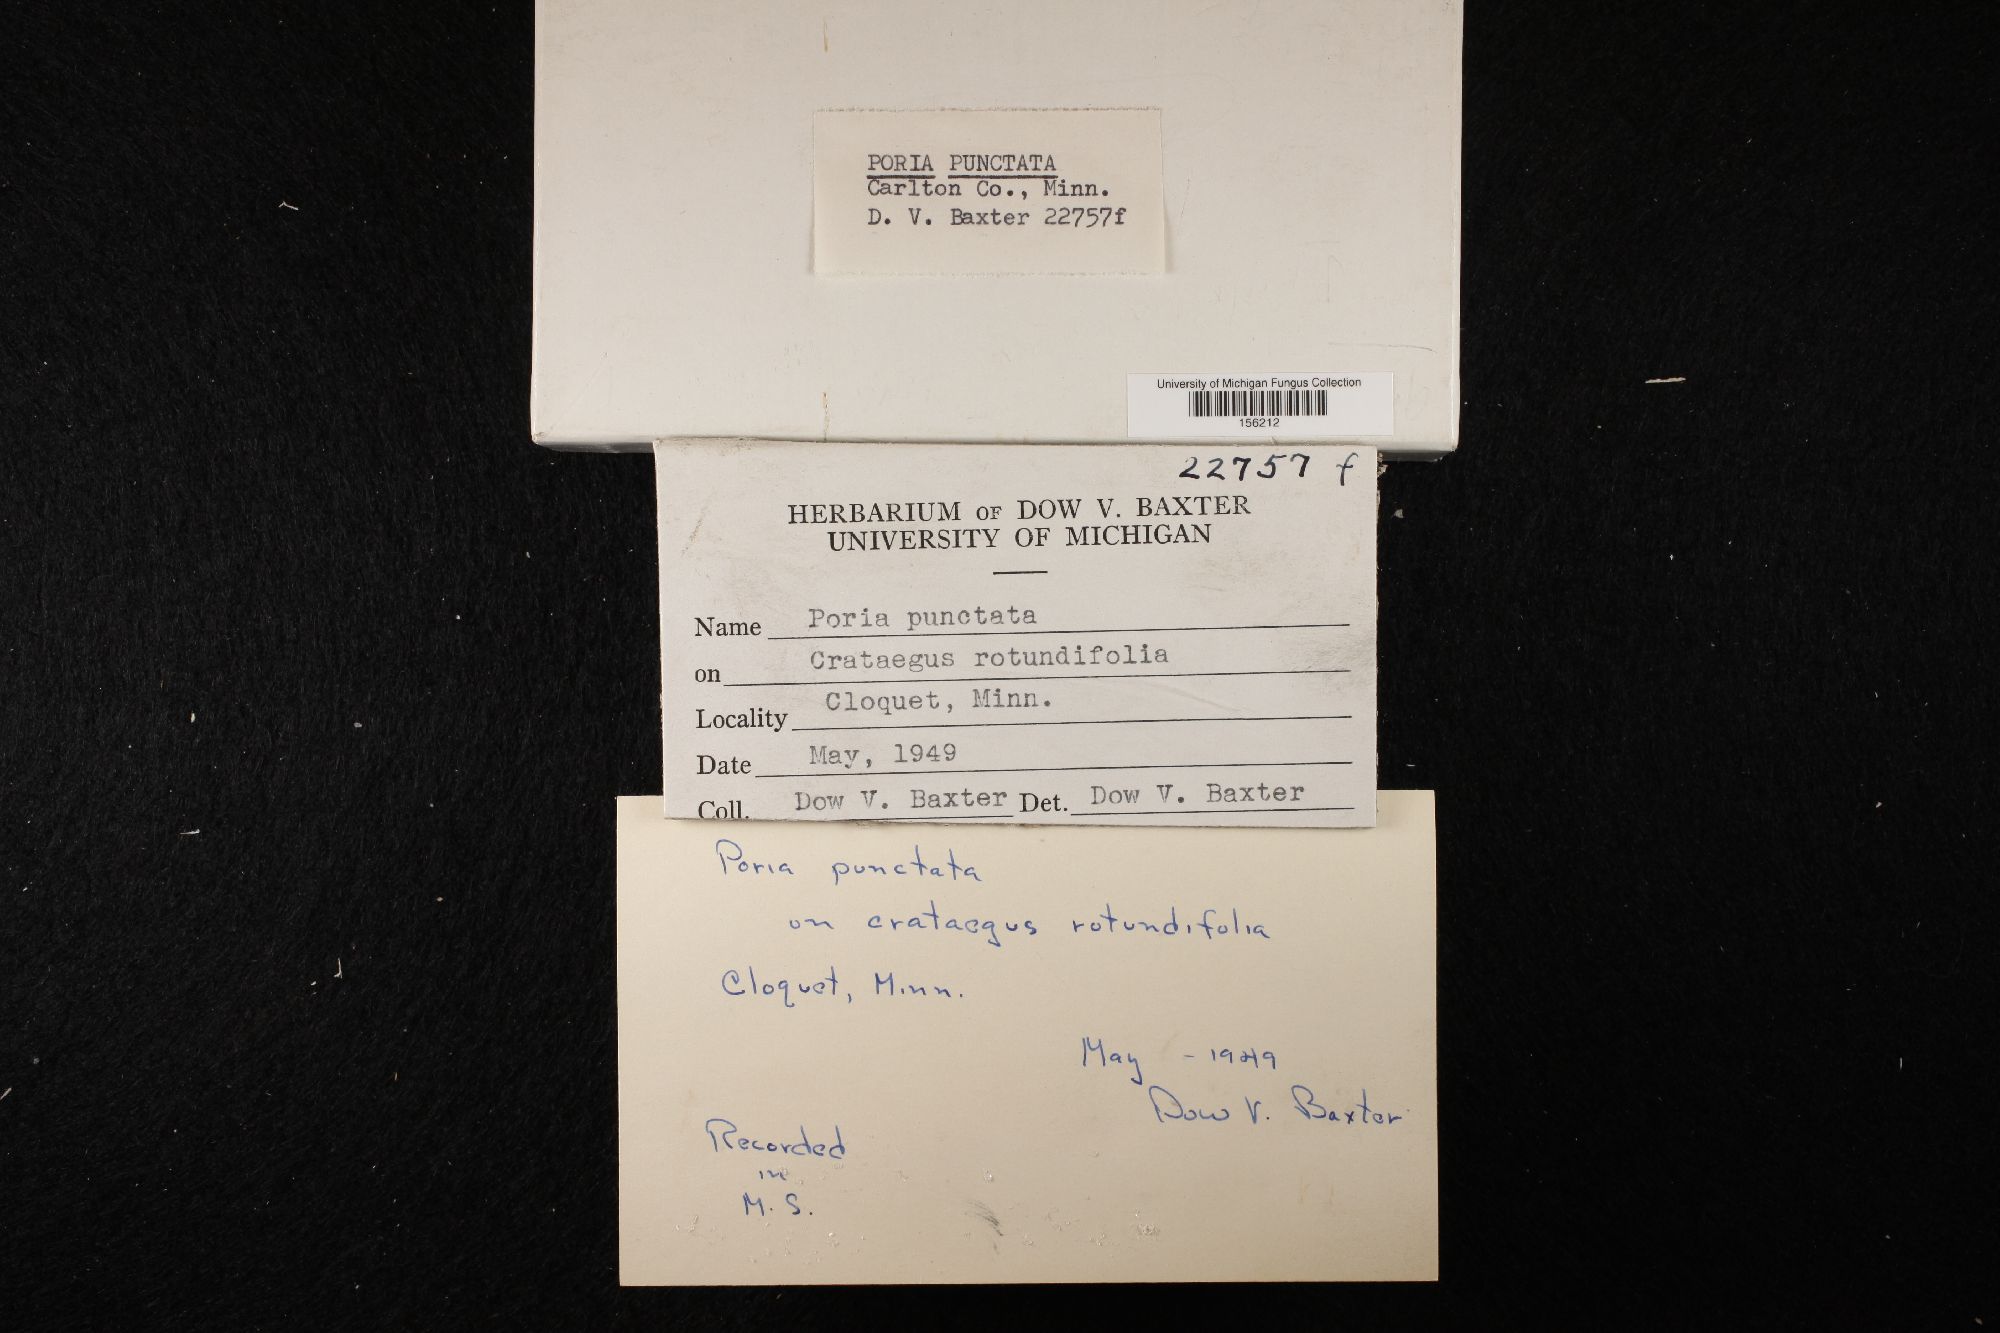 PORIA PUNCTATA
Carlton Co., Minn.
D. V. Baxter 22757f
University of Michigan Fungus Collection
156212
22757 f
HERBARIUM OF DOW V. BAXTER
UNIVERSITY OF MICHIGAN
Name Poria punctata
on Crataegus rotundifolia
Locality Cloquet, Minn.
Date May, 1949
Coll. Dow V. Baxter Det. Dow V. Baxter
Poria punctata
on crataegus rotundifolia
Cloquet, Minn.
May - 1949
Dow V. Baxter
Recorded
in
M. S.